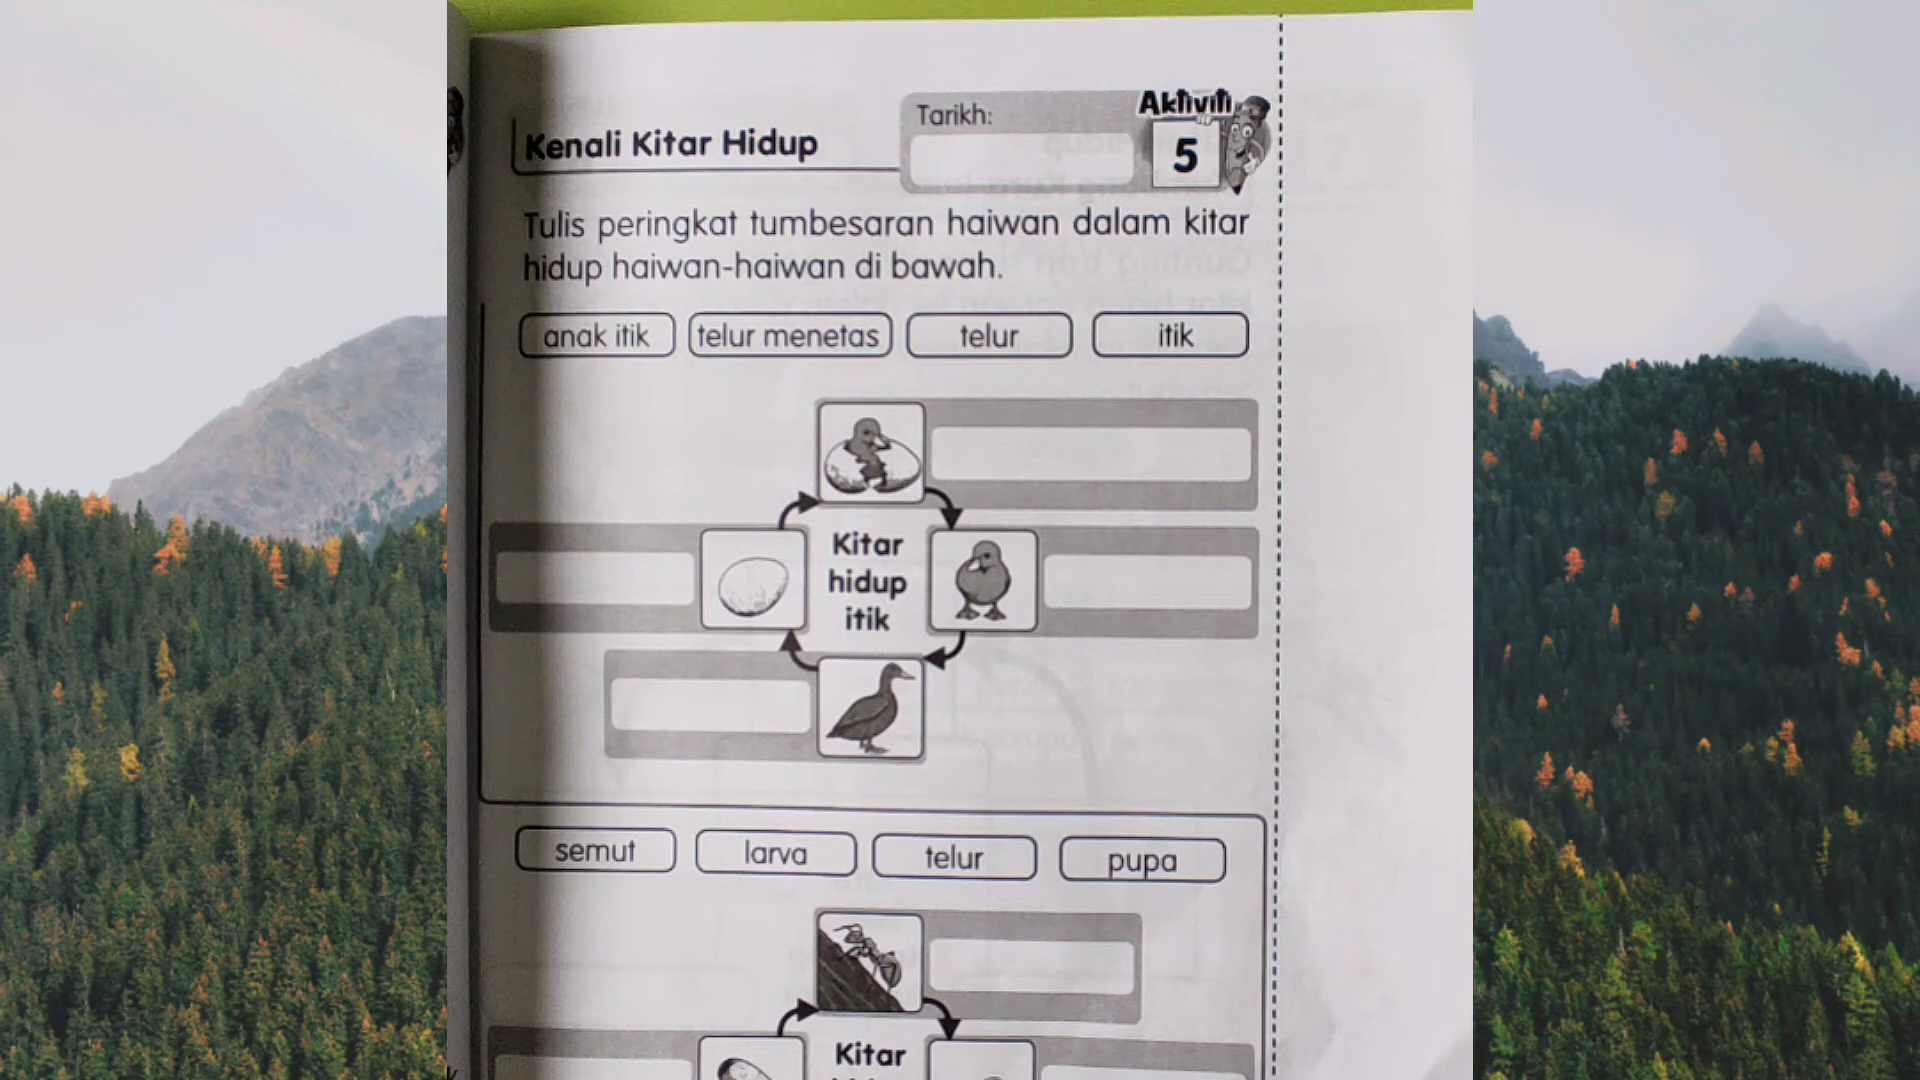 Kenali Kitar Hidup
Tarikh:
Aktiviti
5
Tulis peringkat tumbesaran haiwan dalam kitar
hidup haiwan-haiwan di bawah.
anak itik
telur menetas
telur
itik
Kitar
hidup
itik
semut
larva
telur
pupa
Kitar